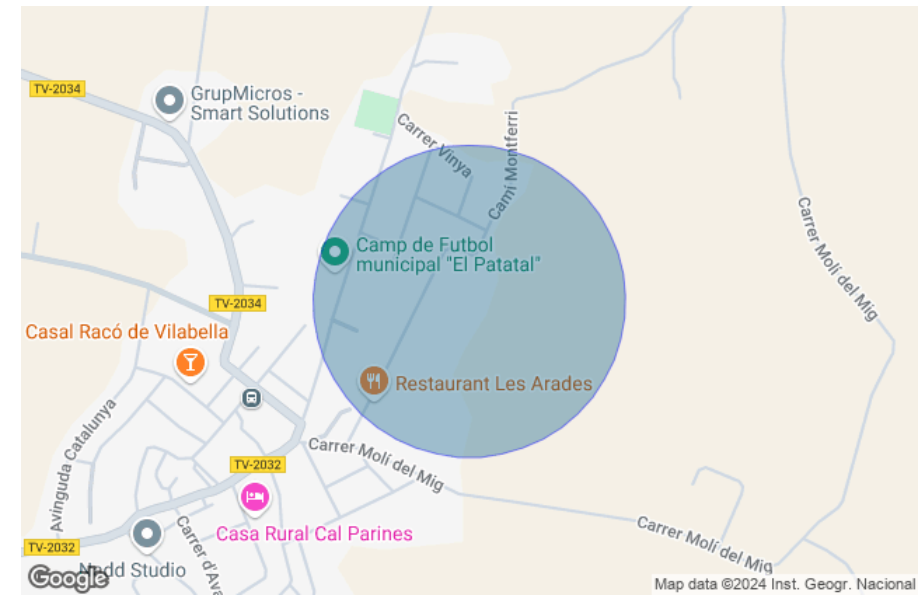 TV-2034
GrupMicros -
Smart Solutions
Carrer Vinya
Camí Montferri
Carrer Molí del Mig
Camp de Futbol
municipal "El Patatal"
TV-2034
Casal Racó de Vilabella
Restaurant Les Arades
Avinguda Catalunya
Carrer Molí del Mig
TV-2032
Casa Rural Cal Parines
Carrer d'Ava
Carrer Molí del Mig
TV-2032
Nodd Studio
Google
Map data ©2024 Inst. Geogr. Nacional